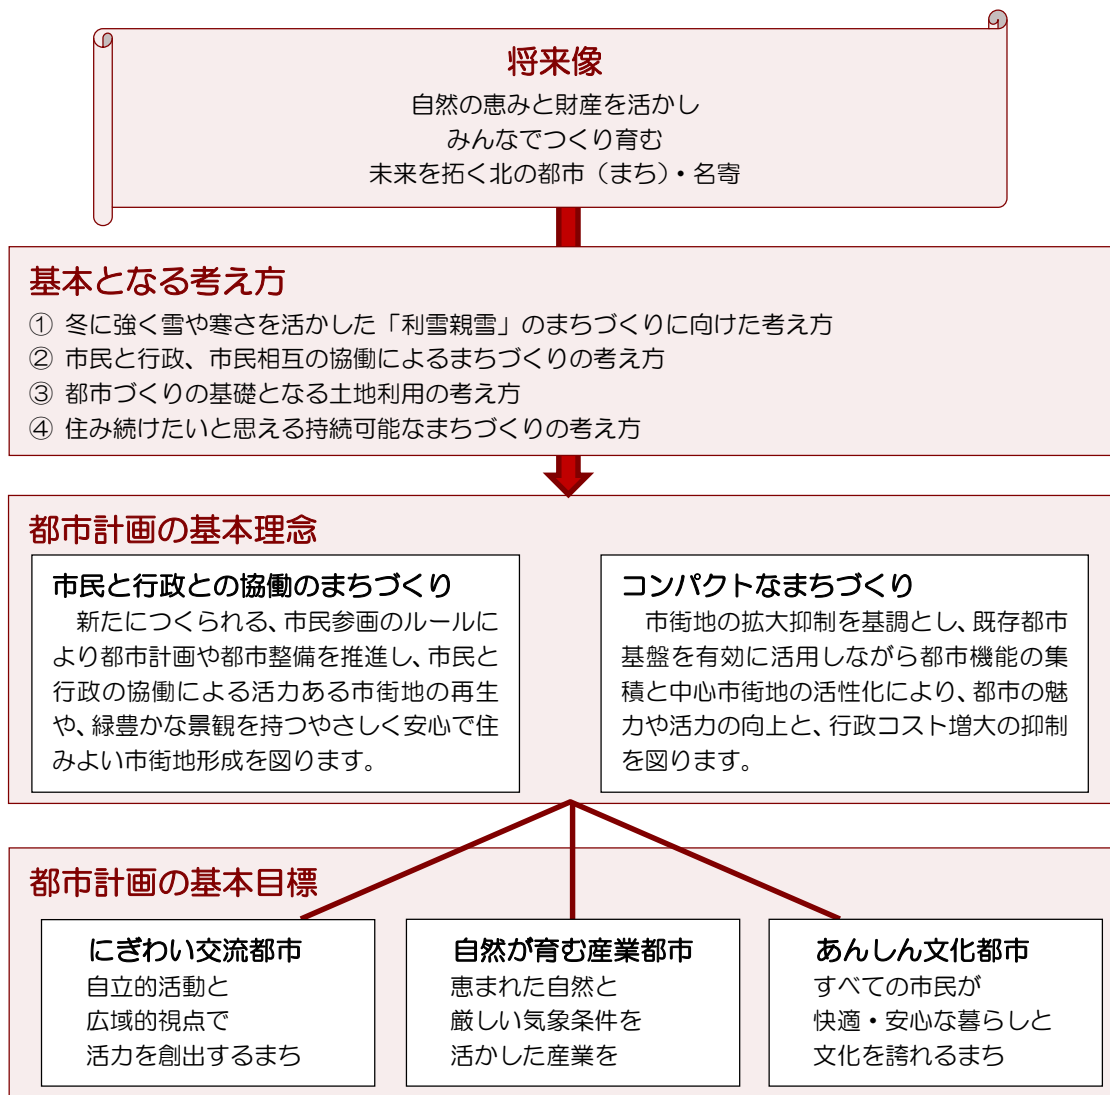 将来像
自然の恵みと財産を活かし
みんなでつくり育む
未来を拓く北の都市（まち）・名寄
基本となる考え方
① 冬に強く雪や寒さを活かした「利雪親雪」のまちづくりに向けた考え方
② 市民と行政、市民相互の協働によるまちづくりの考え方
③ 都市づくりの基礎となる土地利用の考え方
④ 住み続けたいと思える持続可能なまちづくりの考え方
都市計画の基本理念
市民と行政との協働のまちづくり
新たにつくられる、市民参画のルールに
より都市計画や都市整備を推進し、市民と
行政の協働による活力ある市街地の再生
や、緑豊かな景観を持つやさしく安心で住
みよい市街地形成を図ります。
コンパクトなまちづくり
市街地の拡大抑制を基調とし、既存都市
基盤を有効に活用しながら都市機能の集
積と中心市街地の活性化により、都市の魅
力や活力の向上と、行政コスト増大の抑制
を図ります。
都市計画の基本目標
にぎわい交流都市
自立的活動と
広域的視点で
活力を創出するまち
自然が育む産業都市
恵まれた自然と
厳しい気象条件を
活かした産業を
あんしん文化都市
すべての市民が
快適・安心な暮らしと
文化を誇れるまち